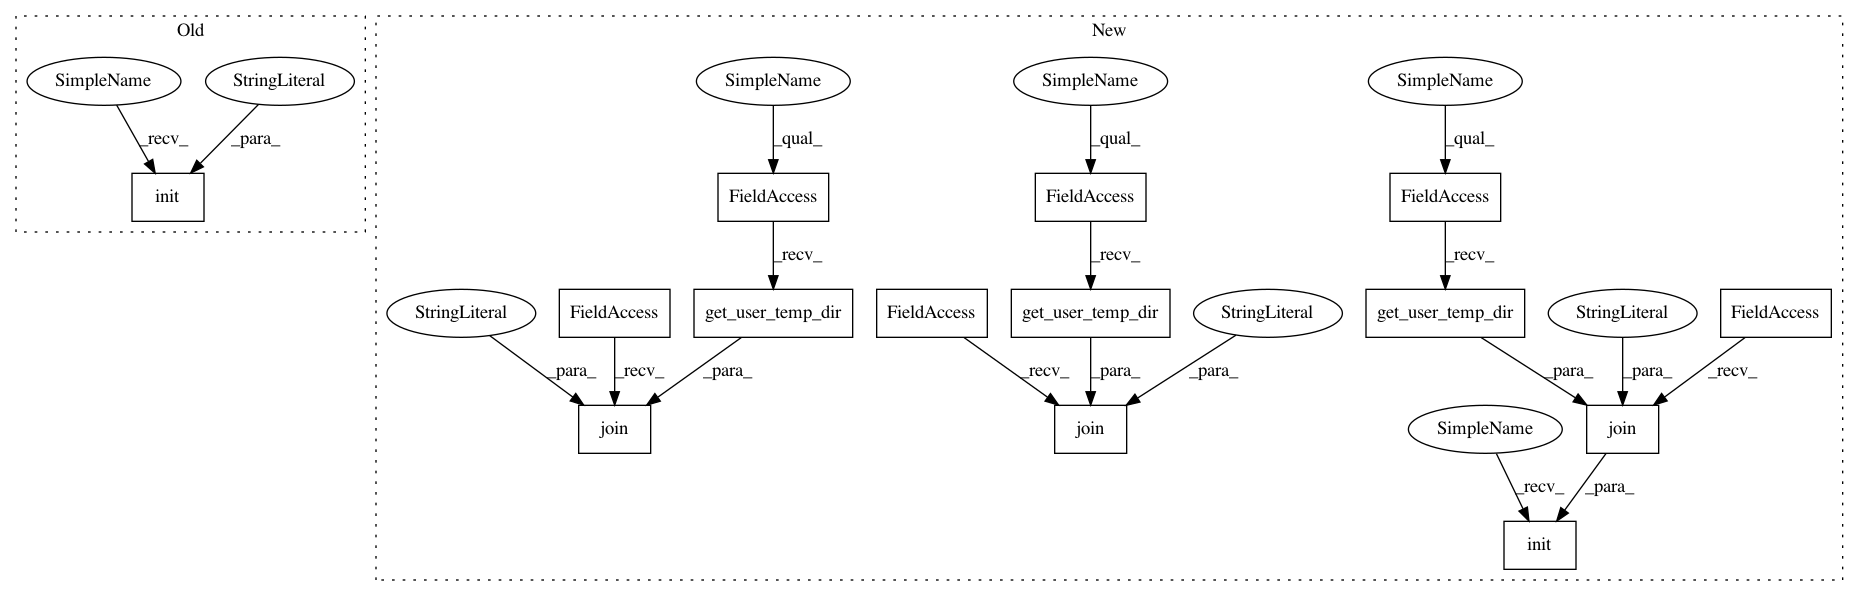 Old
New
SimpleName
StringLiteral
SimpleName
SimpleName
SimpleName
_recv_
_para_
_qual_
_qual_
_qual_
init
FieldAccess
FieldAccess
FieldAccess
_recv_
_recv_
_recv_
StringLiteral
FieldAccess
get_user_temp_dir
FieldAccess
get_user_temp_dir
StringLiteral
get_user_temp_dir
StringLiteral
FieldAccess
_para_
_recv_
_para_
_recv_
_para_
_para_
_para_
_para_
_recv_
join
join
SimpleName
join
_recv_
_para_
init